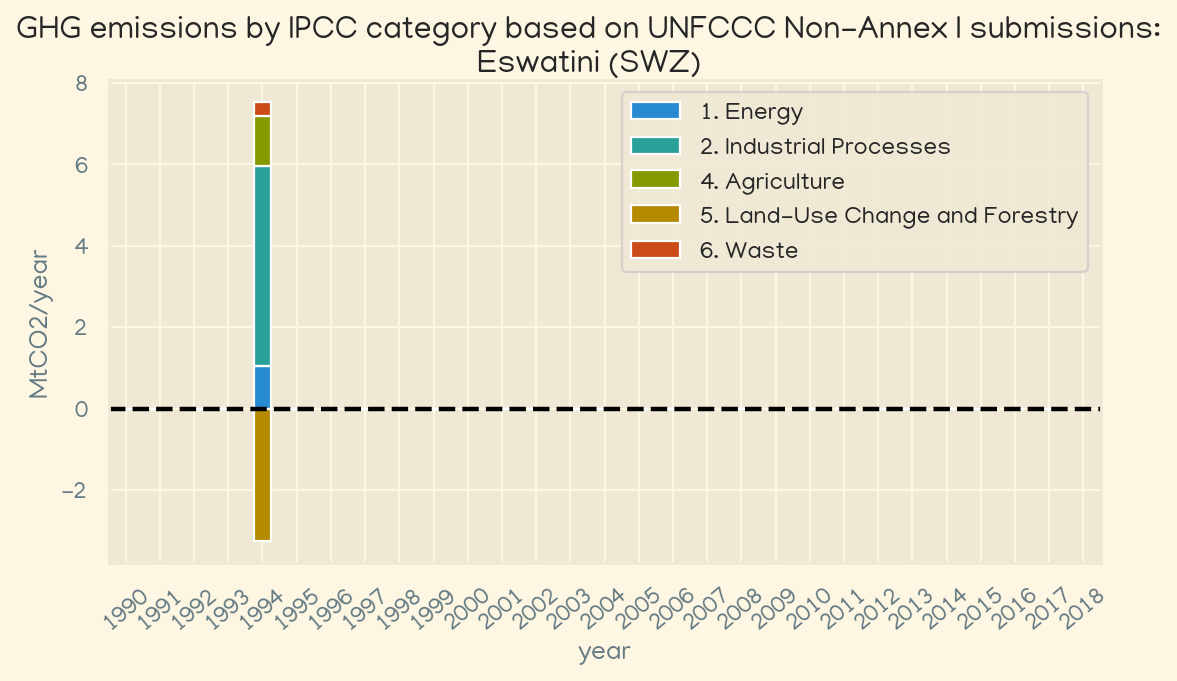 GHG emissions by IPCC category based on UNFCCC Non-Annex I submissions:
Eswatini (SWZ)
8
6
4
2
0
−2
MtCO2/year
1. Energy
2. Industrial Processes
4. Agriculture
5. Land-Use Change and Forestry
6. Waste
1990 1991 1992 1993 1994 1995 1996 1997 1998 1999 2000 2001 2002 2003 2004 2005 2006 2007 2008 2009 2010 2011 2012 2013 2014 2015 2016 2017 2018
year